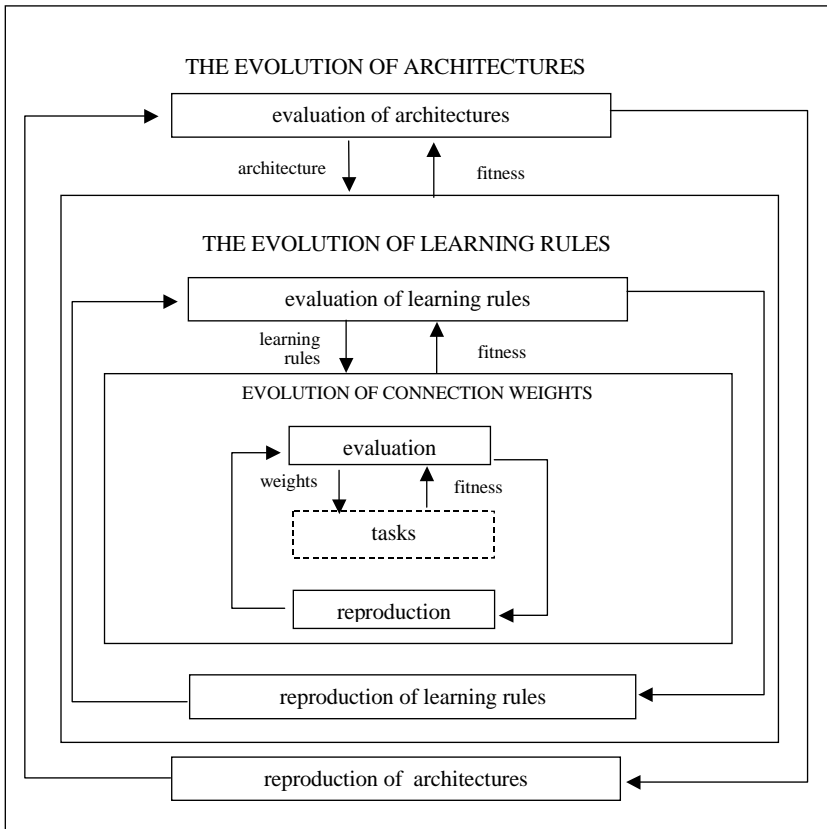 THE EVOLUTION OF ARCHITECTURES
evaluation of architectures
architecture
fitness
THE EVOLUTION OF LEARNING RULES
evaluation of learning rules
learning
rules
fitness
EVOLUTION OF CONNECTION WEIGHTS
evaluation
weights
fitness
tasks
reproduction
reproduction of learning rules
reproduction of architectures